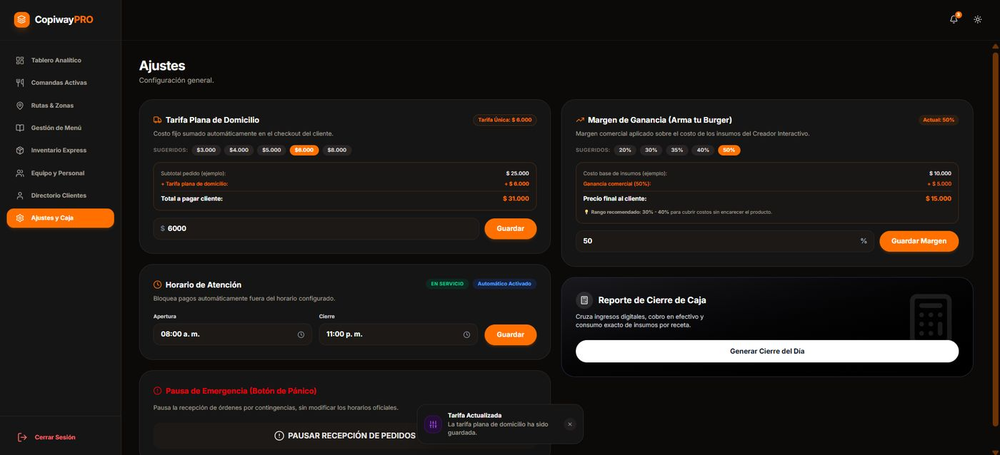 CopiwayPRO
3
Tablero Analítico
Comandas Activas
Rutas & Zonas
Gestión de Menú
Inventario Express
Equipo y Personal
Directorio Clientes
Ajustes y Caja
Cerrar Sesión
Ajustes
Configuración general.
Tarifa Plana de Domicilio
Tarifa Única: $ 6.000
Costo fijo sumado automáticamente en el checkout del cliente.
SUGERIDOS: $3.000 $4.000 $5.000 $6.000 $8.000
Subtotal pedido (ejemplo): $ 25.000
+ Tarifa plana de domicilio: + $ 6.000
Total a pagar cliente: $ 31.000
$ 6000
Guardar
Horario de Atención
EN SERVICIO
Automático Activado
Bloquea pagos automáticamente fuera del horario configurado.
Apertura
Cierre
08:00 a. m.
11:00 p. m.
Guardar
Pausa de Emergencia (Botón de Pánico)
Pausa la recepción de órdenes por contingencias, sin modificar los horarios oficiales.
PAUSAR RECEPCIÓN DE PEDIDOS
Margen de Ganancia (Arma tu Burger)
Actual: 50%
Margen comercial aplicado sobre el costo de los insumos del Creador Interactivo.
SUGERIDOS: 20% 30% 35% 40% 50%
Costo base de insumos (ejemplo): $ 10.000
Ganancia comercial (50%): + $ 5.000
Precio final al cliente: $ 15.000
Rango recomendado: 30% - 40% para cubrir costos sin encarecer el producto.
50 %
Guardar Margen
Reporte de Cierre de Caja
Cruza ingresos digitales, cobro en efectivo y
consumo exacto de insumos por receta.
Generar Cierre del Día
Tarifa Actualizada
La tarifa plana de domicilio ha sido
guardada.